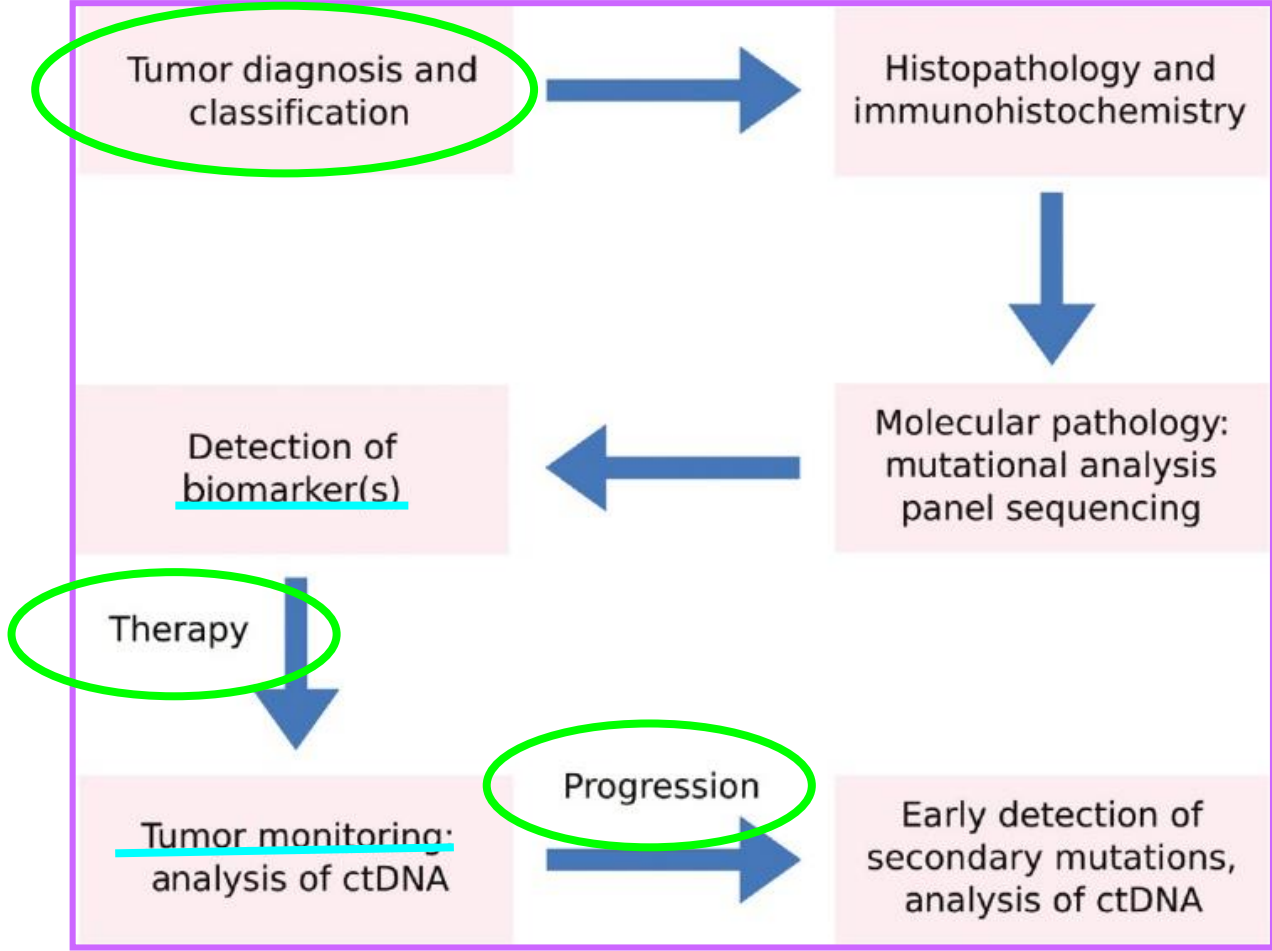 Tumor diagnosis and
classification
Histopathology and
immunohistochemistry
Molecular pathology:
mutational analysis
panel sequencing
Detection of
biomarker(s)
Therapy
Tumor monitoring:
analysis of ctDNA
Progression
Early detection of
secondary mutations,
analysis of ctDNA